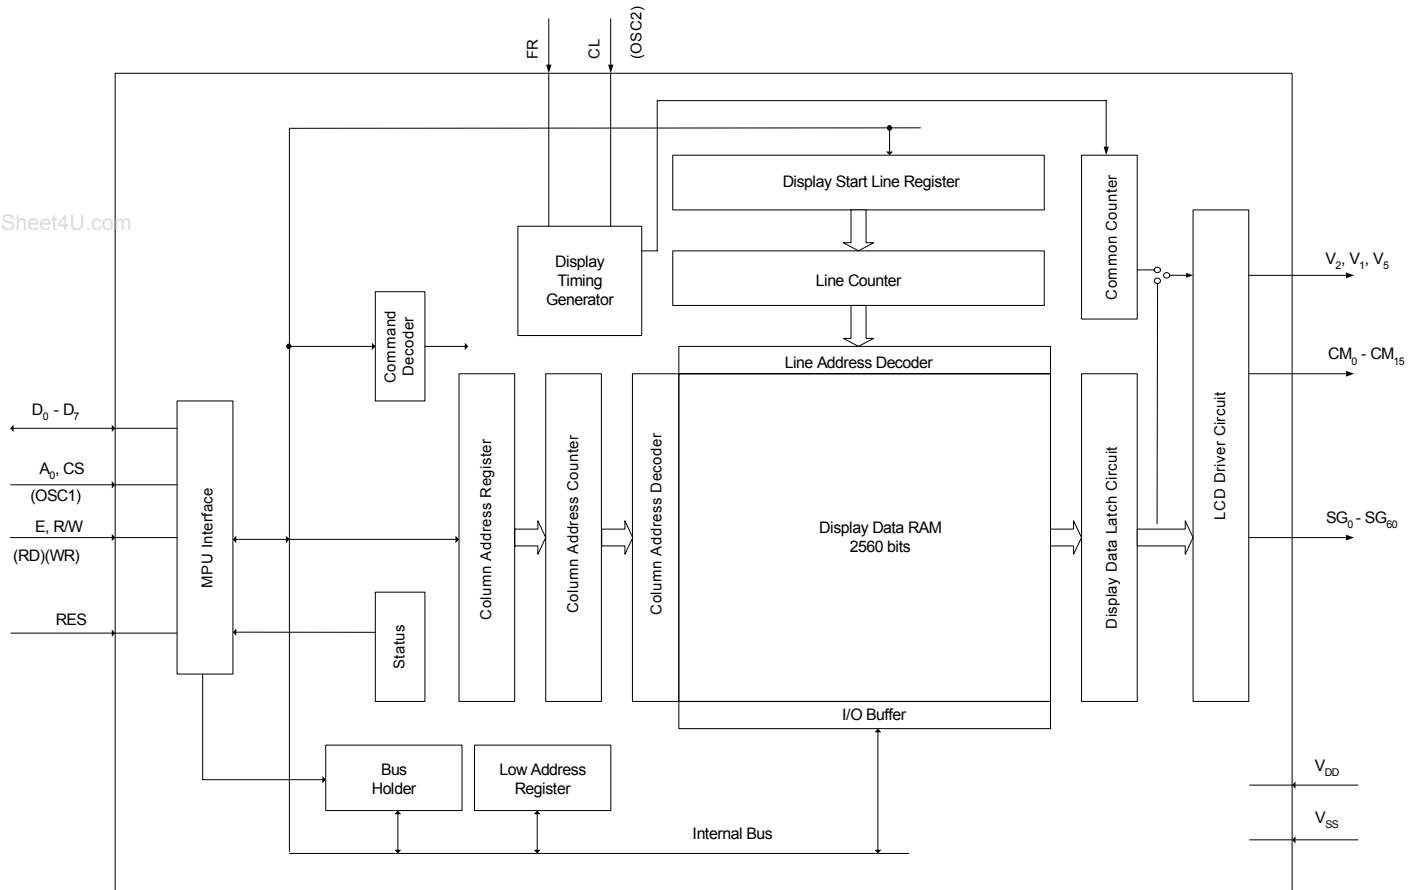 FR
CL
(OSC2)
Display Start Line Register
Sheet4U.com
Display
Timing
Generator
Line Counter
Common Counter
V2, V1, V5
Command
Decoder
Line Address Decoder
CM0 - CM15
D0 - D7
A0, CS
(OSC1)
E, R/W
(RD)(WR)
RES
MPU Interface
Status
Column Address Register
Column Address Counter
Column Address Decoder
Display Data RAM
2560 bits
Display Data Latch Circuit
LCD Driver Circuit
SG0 - SG60
I/O Buffer
Bus
Holder
Low Address
Register
Internal Bus
VDD
VSS